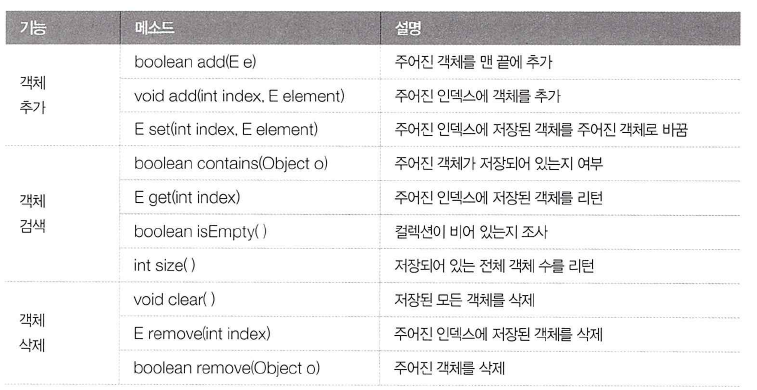 기능 메소드 설명
객체
추가
boolean add(E e) 주어진 객체를 맨 끝에 추가
void add(int index, E element) 주어진 인덱스에 객체를 추가
E set(int index, E element) 주어진 인덱스에 저장된 객체를 주어진 객체로 바꿈
객체
검색
boolean contains(Object o) 주어진 객체가 저장되어 있는지 여부
E get(int index) 주어진 인덱스에 저장된 객체를 리턴
boolean isEmpty( ) 컬렉션이 비어 있는지 조사
int size( ) 저장되어 있는 전체 객체 수를 리턴
객체
삭제
void clear( ) 저장된 모든 객체를 삭제
E remove(int index) 주어진 인덱스에 저장된 객체를 삭제
boolean remove(Object o) 주어진 객체를 삭제